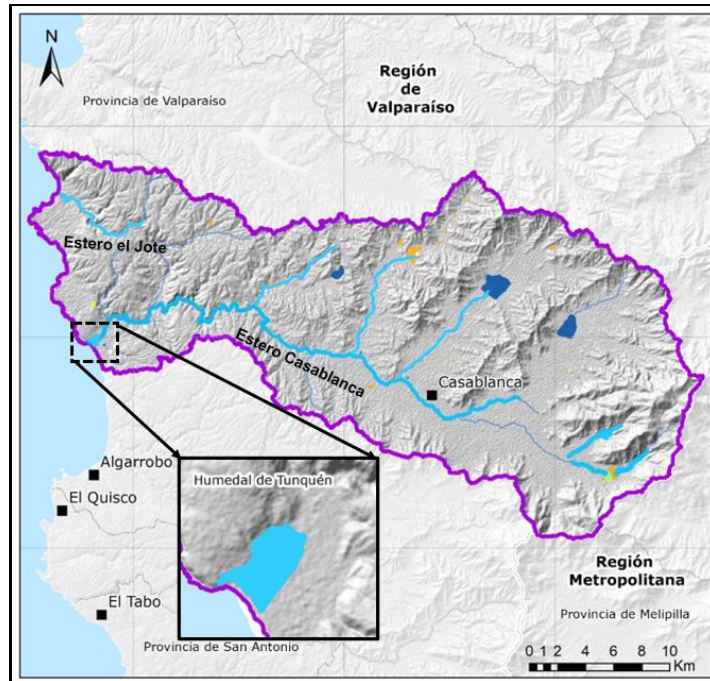 N
Región
de
Valparaíso
Provincia de Valparaíso
Estero el Jote
Estero Casablanca
Casablanca
Algarrobo
El Quisco
El Tabo
Humedal de Tunquén
Provincia de San Antonio
Región
Metropolitana
Provincia de Melipilla
0 1 2 4 6 8 10
Km